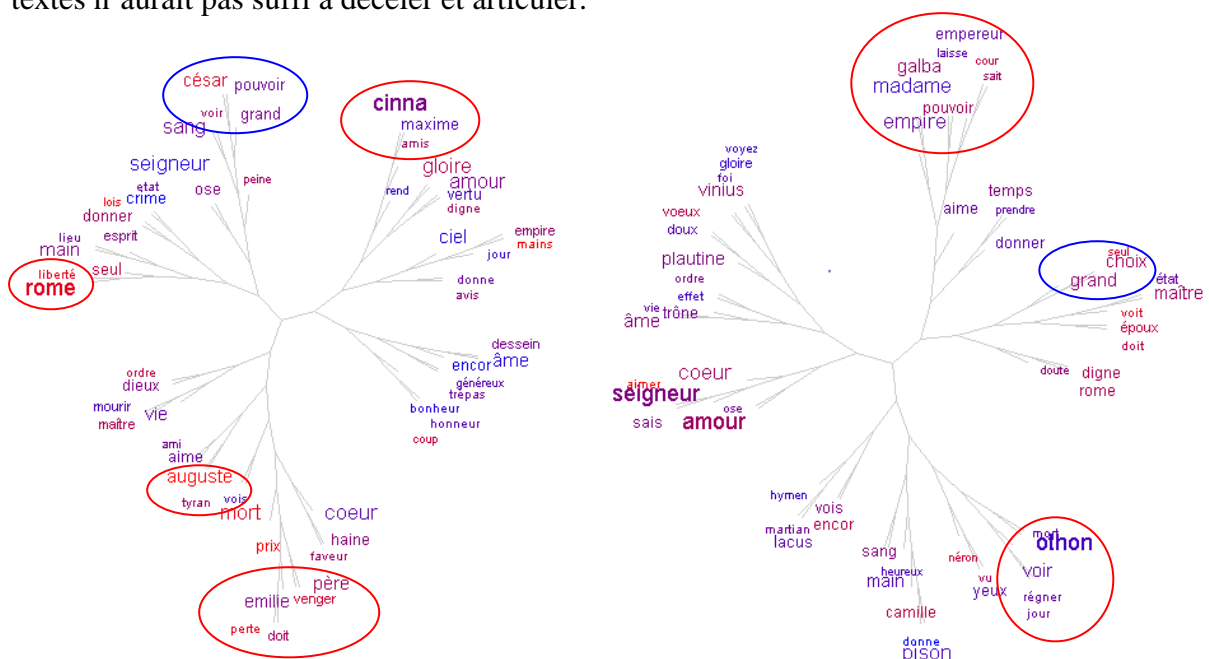 textes n'aurait pas suffi à déceler et articuler.
césar
pouvoir
voir
grand
sang
cinna
maxime
amis
seigneur
gloire
amour
etat
crime
ose
peine
rend
vertu
digne
lois
donner
esprit
lieu
main
ciel
empire
mains
jour
liberté
seul
rome
donne
avis
dessein
encor
âme
généreux
trépas
bonheur
honneur
coup
ordre
dieux
mourir
vie
maître
ami
aime
auguste
tyran
vois
mort
coeur
prix
haine
faveur
père
emilie
venger
perte
doit
empereur
laisse
cour
galba
sait
madame
pouvoir
empire
voyez
gloire
foi
vinius
temps
aime
prendre
voeux
doux
donner
plautine
ordre
effet
vie
trône
âme
seul
choix
grand
état
maître
voit
époux
doit
coeur
aimer
seigneur
ose
sais
amour
doute
digne
rome
hymen
vois
encor
martian
lacus
sang
heureux
main
camille
donne
pison
néron
vu
yeux
mort
othon
voir
régner
jour